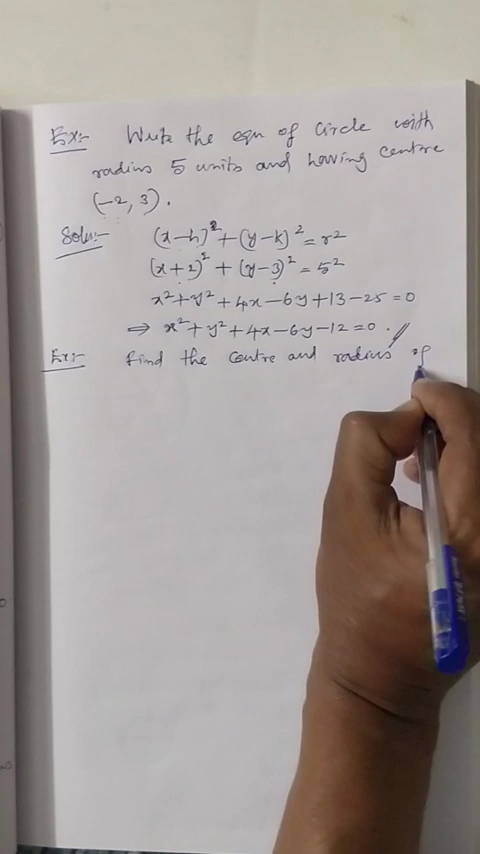 Ex:- Write the eqn of circle with
radius 5 units and having centre
(-2, 3).
Soln:- (x-h)² + (y-k)² = r²
(x+2)² + (y-3)² = 5²
x² + y² + 4x - 6y + 13 - 25 = 0
⇒ x² + y² + 4x - 6y - 12 = 0.
Ex:- Find the centre and radius of